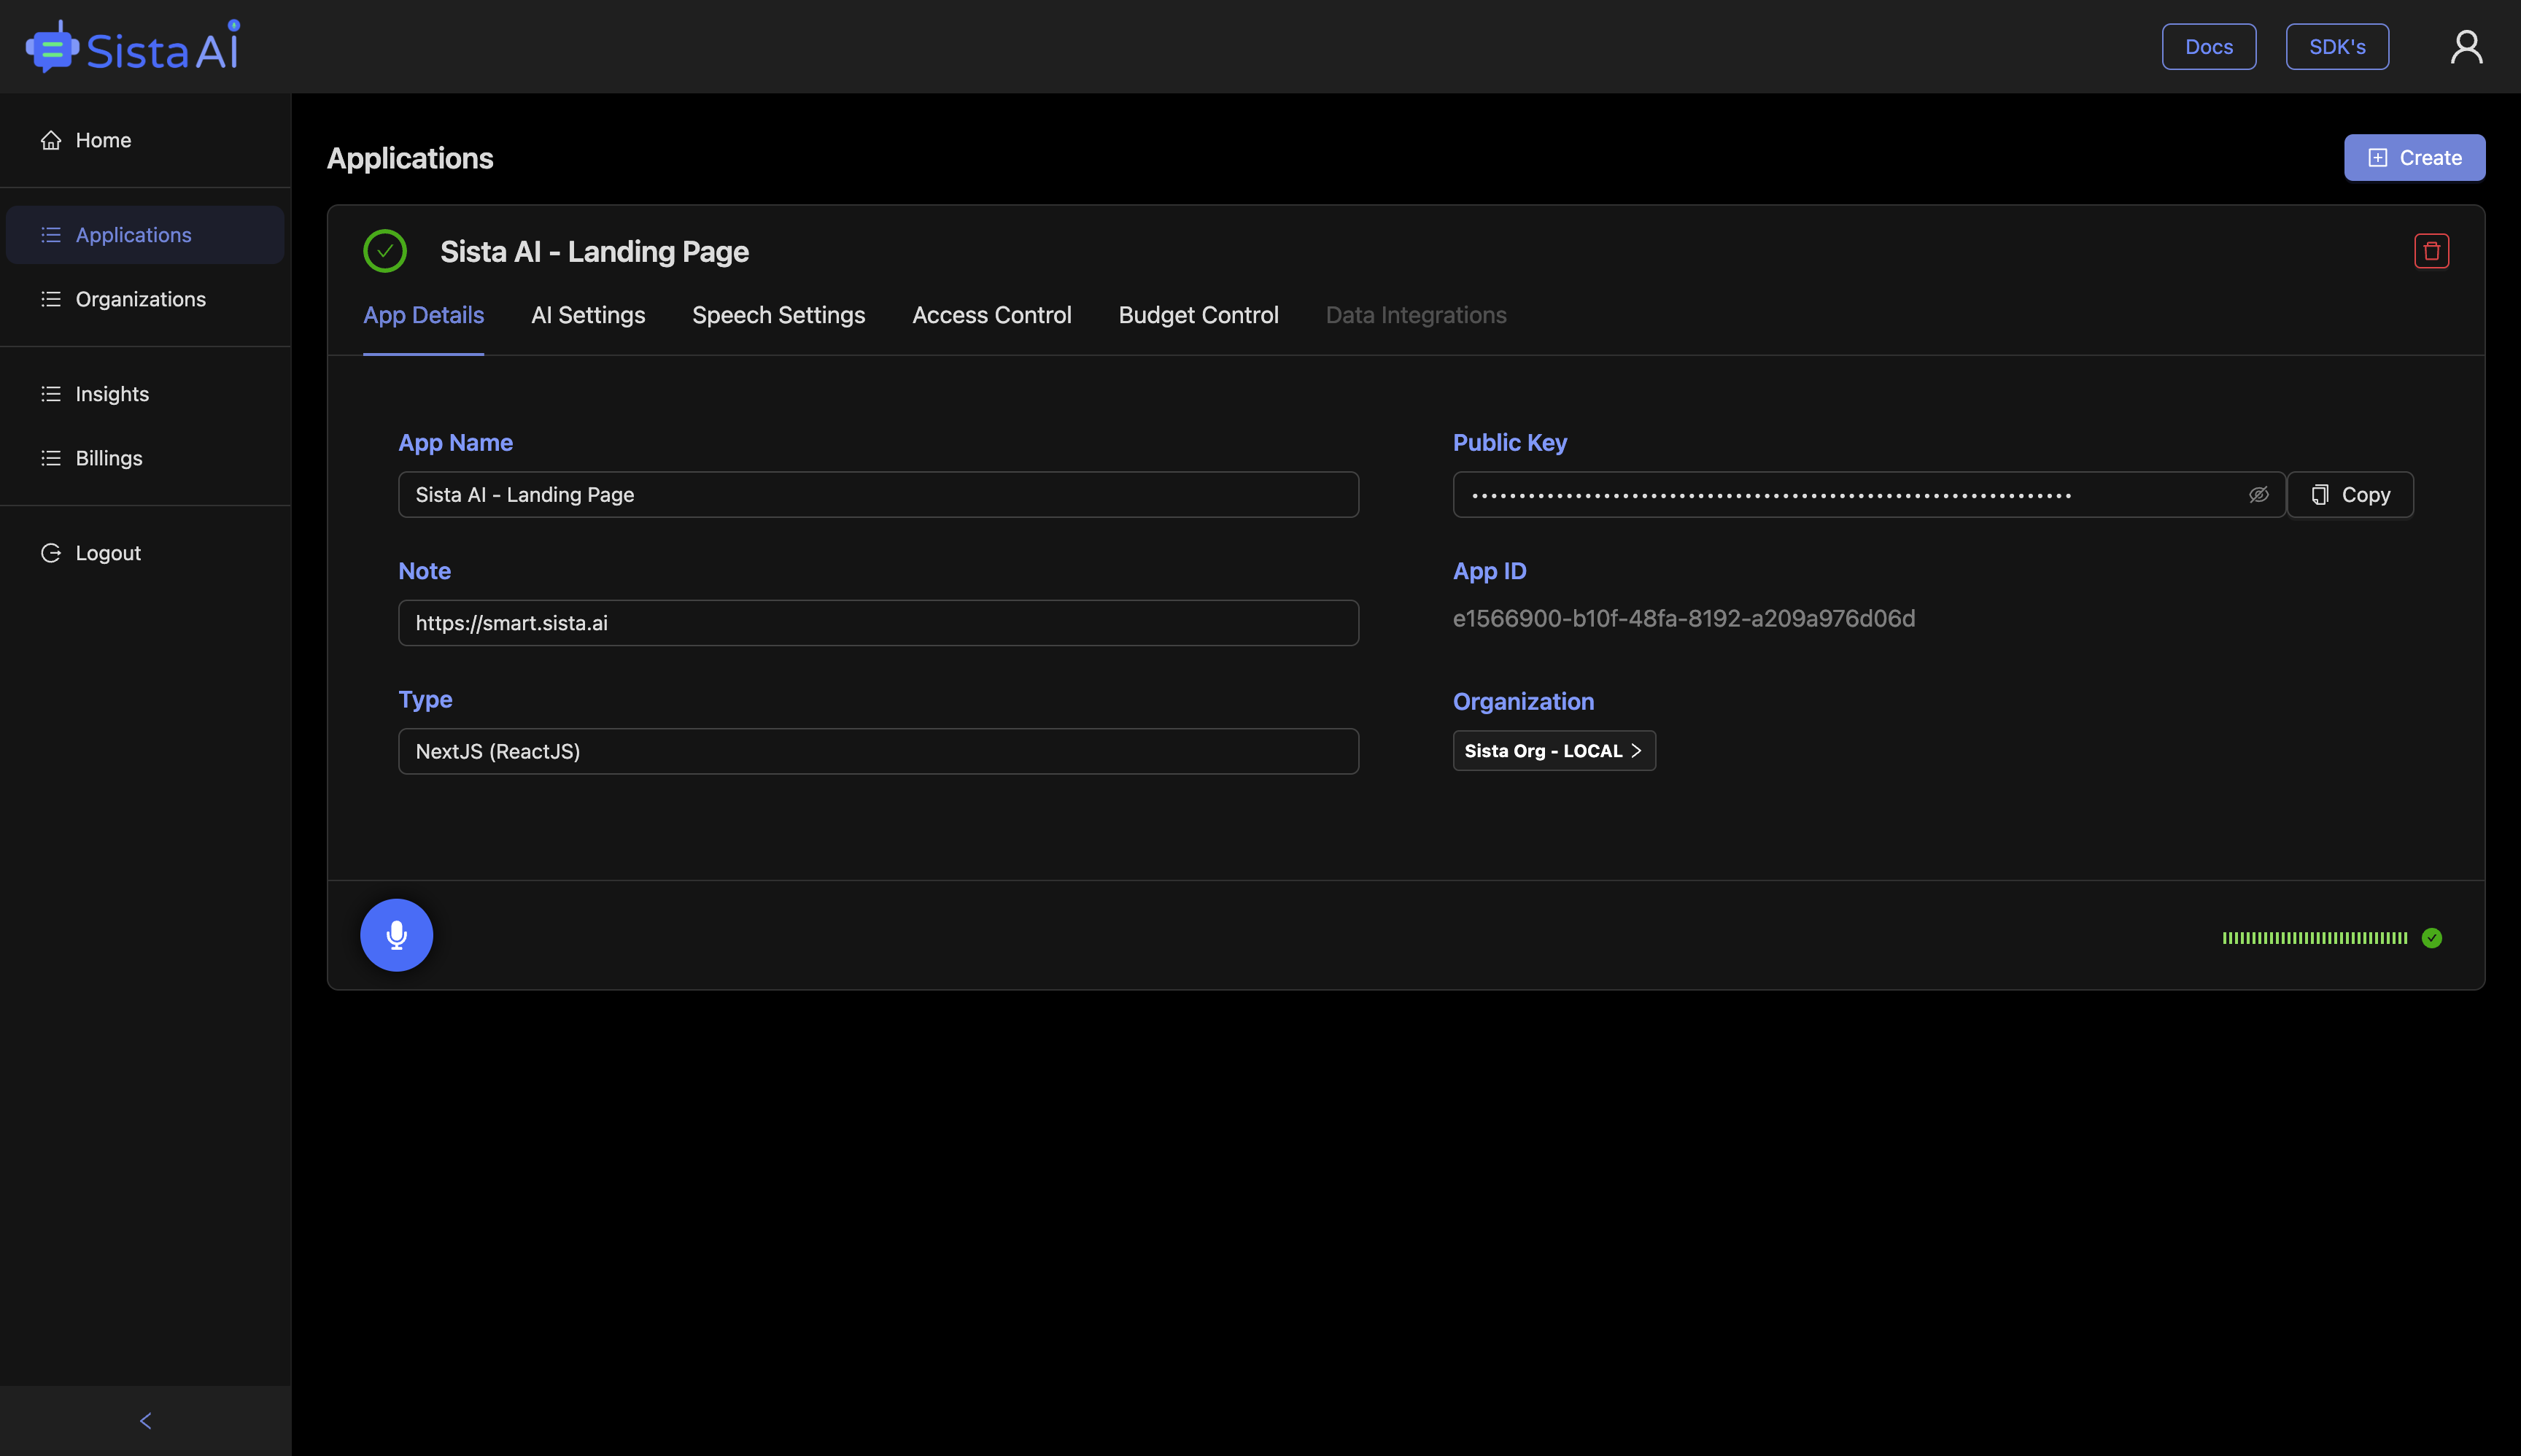 Sista AI
Docs
SDK's
Home
Applications
Organizations
Insights
Billings
Logout
Applications
Create
Sista AI - Landing Page
App Details
AI Settings
Speech Settings
Access Control
Budget Control
Data Integrations
App Name
Sista AI - Landing Page
Note
https://smart.sista.ai
Type
NextJS (ReactJS)
Public Key
Copy
App ID
e1566900-b10f-48fa-8192-a209a976d06d
Organization
Sista Org - LOCAL >